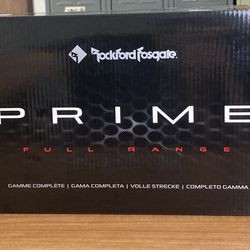 Rockford Fosgate
PRIME
FULL RANGE
GAMME COMPLÈTE | GAMA COMPLETA | VOLLE STRECKE | COMPLETO GAMMA